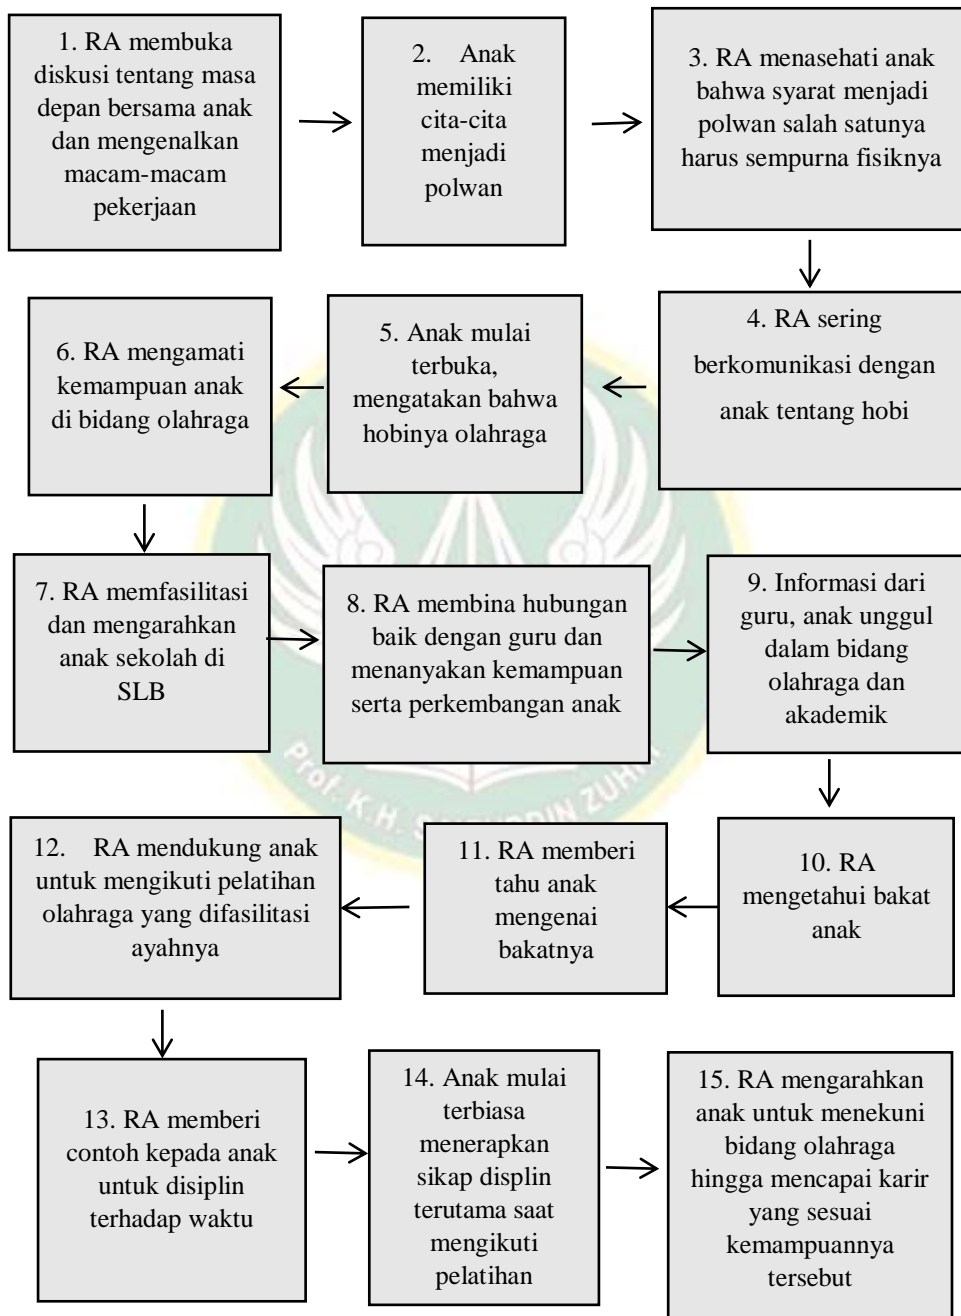 1. RA membuka
diskusi tentang masa
depan bersama anak
dan mengenalkan
macam-macam
pekerjaan
2. Anak
memiliki
cita-cita
menjadi
polwan
3. RA menasehati anak
bahwa syarat menjadi
polwan salah satunya
harus sempurna fisiknya
4. RA sering
berkomunikasi dengan
anak tentang hobi
5. Anak mulai
terbuka,
mengatakan bahwa
hobinya olahraga
6. RA mengamati
kemampuan anak
di bidang olahraga
7. RA memfasilitasi
dan mengarahkan
anak sekolah di
SLB
8. RA membina hubungan
baik dengan guru dan
menanyakan kemampuan
serta perkembangan anak
9. Informasi dari
guru, anak unggul
dalam bidang
olahraga dan
akademik
10. RA
mengetahui bakat
anak
11. RA memberi
tahu anak
mengenai
bakatnya
12. RA mendukung anak
untuk mengikuti pelatihan
olahraga yang difasilitasi
ayahnya
13. RA memberi
contoh kepada anak
untuk disiplin
terhadap waktu
14. Anak mulai
terbiasa
menerapkan
sikap displin
terutama saat
mengikuti
pelatihan
15. RA mengarahkan
anak untuk menekuni
bidang olahraga
hingga mencapai karir
yang sesuai
kemampuannya
tersebut
Prof. K.H.